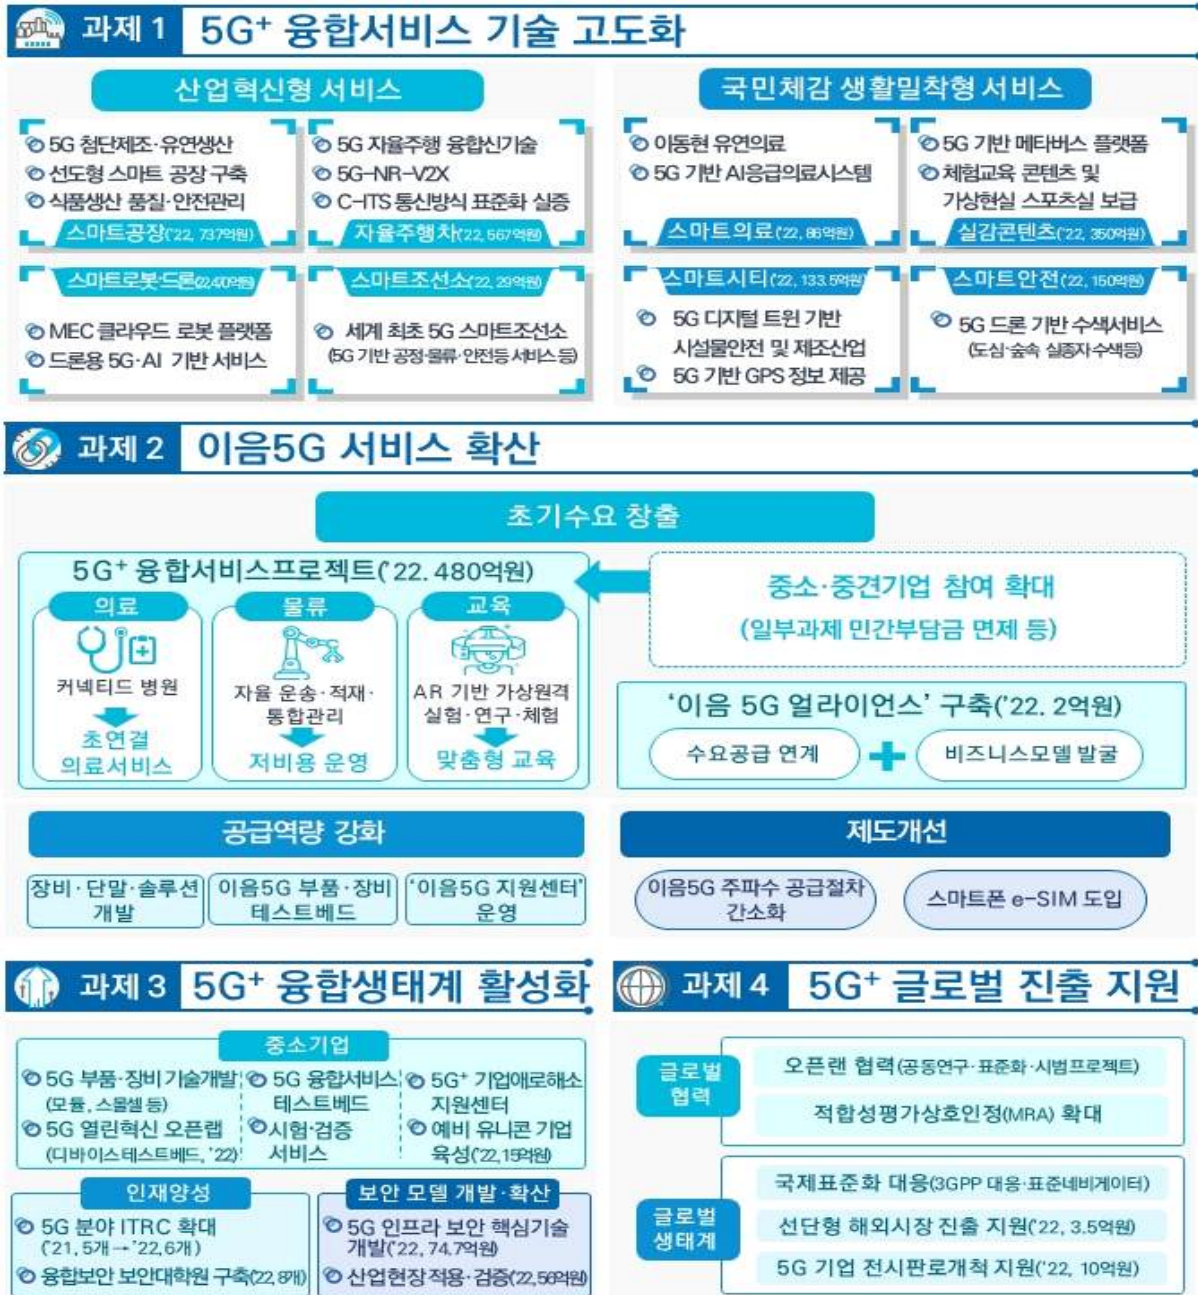 과제 1 5G⁺ 융합서비스 기술 고도화
산업혁신형 서비스
5G 첨단제조·유연생산
선도형 스마트 공장 구축
식품생산 품질·안전관리
스마트공장('22, 737억원)
5G 자율주행 융합신기술
5G-NR-V2X
C-ITS 통신방식 표준화 실증
자율주행차('22, 567억원)
스마트로봇·드론(22,400억원)
MEC 클라우드 로봇 플랫폼
드론용 5G·AI 기반 서비스
스마트조선소('22, 29억원)
세계 최초 5G 스마트조선소
(5G 기반 공정·물류·안전등 서비스 등)
국민체감 생활밀착형 서비스
이동현 유연의료
5G 기반 AI응급의료시스템
스마트의료('22, 86억원)
5G 기반 메타버스 플랫폼
체험교육 콘텐츠 및
가상현실 스포츠실 보급
실감콘텐츠('22, 350억원)
스마트시티('22, 133.5억원)
5G 디지털 트윈 기반
시설물안전 및 제조산업
5G 기반 GPS 정보 제공
스마트안전('22, 150억원)
5G 드론 기반 수색서비스
(도심·숲속 실종자 수색등)
과제 2 이음5G 서비스 확산
초기수요 창출
5G⁺ 융합서비스프로젝트('22. 480억원)
의료
커넥티드 병원
초연결
의료서비스
물류
자율 운송·적재·
통합관리
저비용 운영
교육
AR 기반 가상원격
실험·연구·체험
맞춤형 교육
중소·중견기업 참여 확대
(일부과제 민간부담금 면제 등)
'이음 5G 얼라이언스' 구축('22. 2억원)
수요공급 연계
비즈니스모델 발굴
공급역량 강화
장비·단말·솔루션
개발
이음5G 부품·장비
테스트베드
'이음5G 지원센터'
운영
제도개선
이음5G 주파수 공급절차
간소화
스마트폰 e-SIM 도입
과제 3 5G⁺ 융합생태계 활성화
중소기업
5G 부품·장비 기술개발
(모듈, 스몰셀 등)
5G 열린혁신 오픈랩
(디바이스 테스트베드, '22)
5G 융합서비스
테스트베드
시험·검증
서비스
5G⁺ 기업애로해소
지원센터
예비 유니콘 기업
육성('22, 15억원)
인재양성
5G 분야 ITRC 확대
('21, 5개 → '22, 6개)
융합보안 보안대학원 구축(22, 8개)
보안 모델 개발·확산
5G 인프라 보안 핵심기술
개발('22, 74.7억원)
산업현장 적용·검증('22, 56억원)
과제 4 5G⁺ 글로벌 진출 지원
글로벌
협력
오픈랜 협력(공동연구·표준화·시범프로젝트)
적합성평가상호인정(MRA) 확대
글로벌
생태계
국제표준화 대응(3GPP 대응·표준네비게이터)
선단형 해외시장 진출 지원('22, 3.5억원)
5G 기업 전시판로개척 지원('22, 10억원)